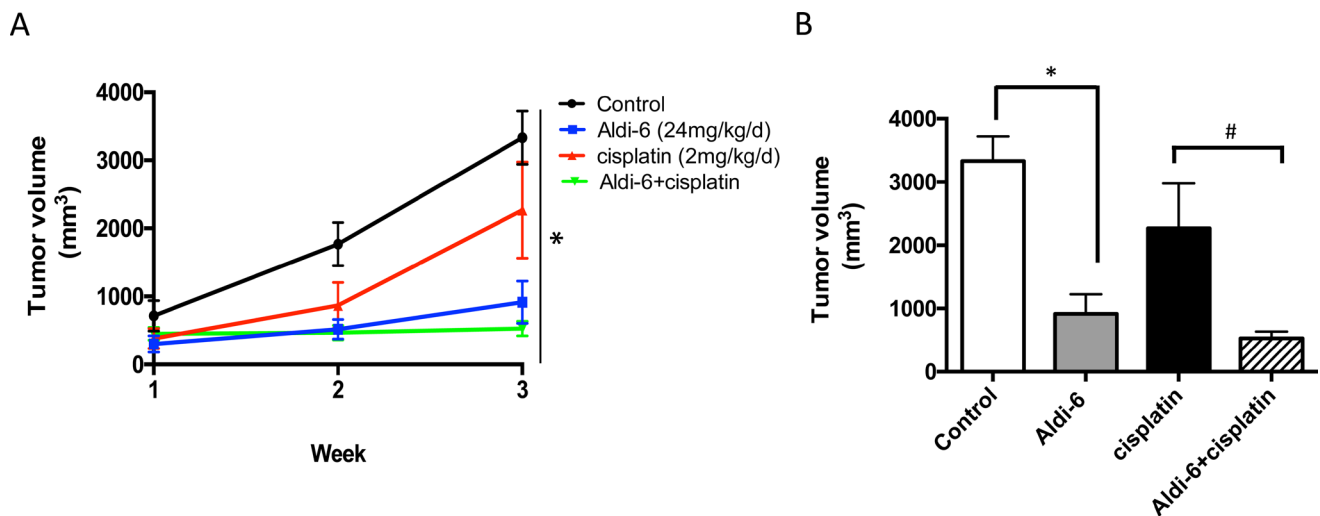 A
Tumor volume
(mm³)
4000
3000
2000
1000
0
1
2
3
Week
Control
Aldi-6 (24mg/kg/d)
cisplatin (2mg/kg/d)
Aldi-6+cisplatin
*
B
Tumor volume
(mm³)
4000
3000
2000
1000
0
*
#
Control
Aldi-6
cisplatin
Aldi-6+cisplatin